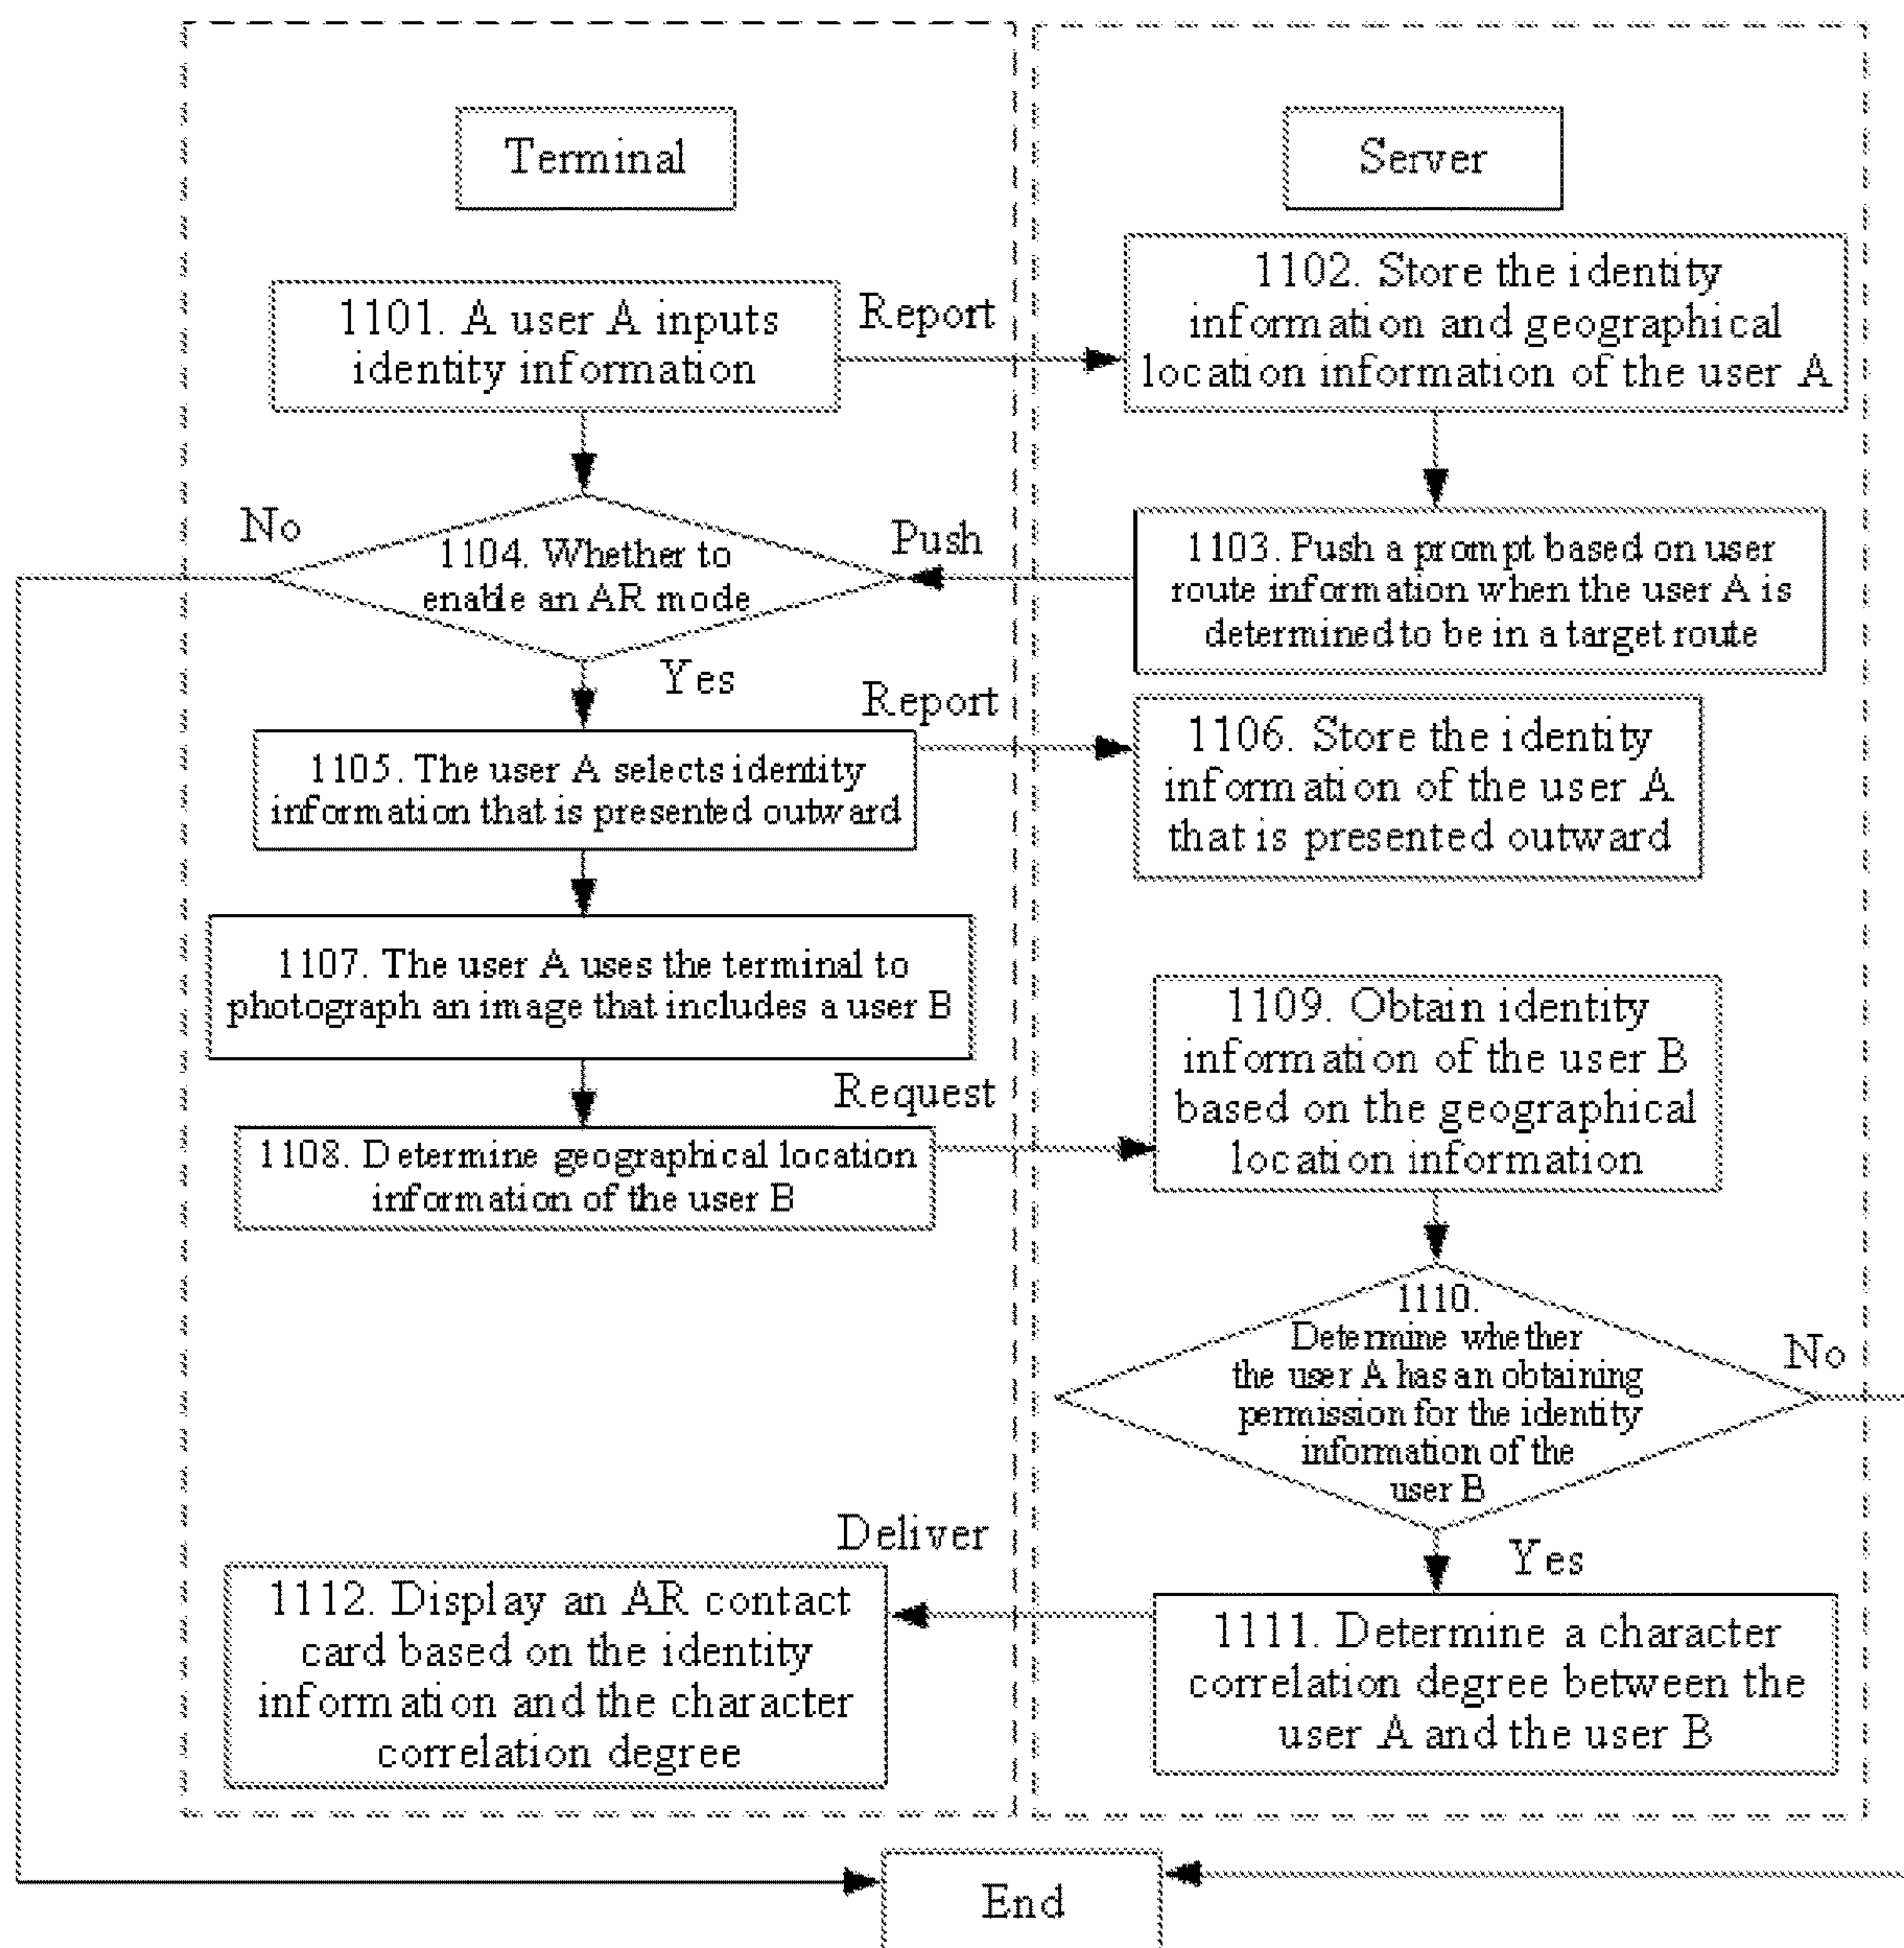 Terminal
Server
1101. A user A inputs
identity information
Report
1102. Store the identity
information and geographical
location information of the user A
No
1104. Whether to
enable an AR mode
Push
1103. Push a prompt based on user
route information when the user A is
determined to be in a target route
Yes
Report
1105. The user A selects identity
information that is presented outward
1106. Store the identity
information of the user A
that is presented outward
1107. The user A uses the terminal to
photograph an image that includes a user B
Request
1108. Determine geographical location
information of the user B
1109. Obtain identity
information of the user B
based on the geographical
location information
1110.
Determine whether
the user A has an obtaining
permission for the identity
information of the
user B
No
Yes
Deliver
1112. Display an AR contact
card based on the identity
information and the character
correlation degree
1111. Determine a character
correlation degree between the
user A and the user B
End